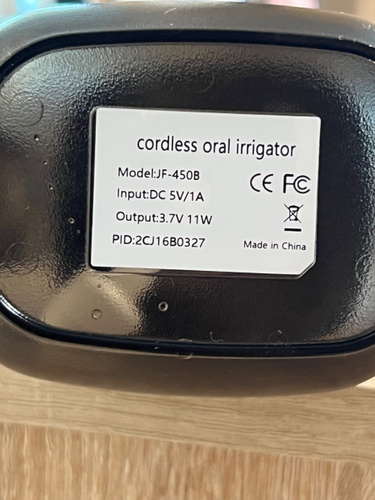 cordless oral irrigator
Model:JF-450B
Input:DC 5V/1A
Output:3.7V 11W
PID:2CJ16B0327
CE FC
Made in China